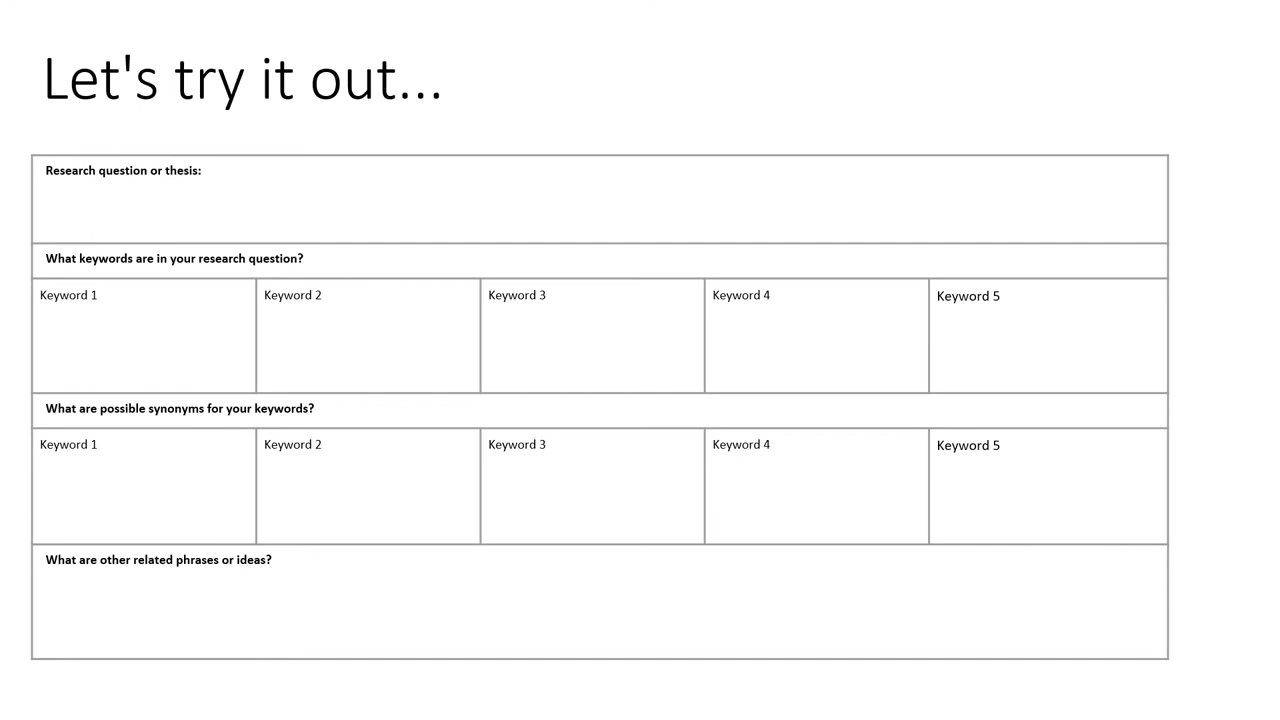 Let's try it out...
Research question or thesis:
What keywords are in your research question?
Keyword 1 Keyword 2 Keyword 3 Keyword 4 Keyword 5
What are possible synonyms for your keywords?
Keyword 1 Keyword 2 Keyword 3 Keyword 4 Keyword 5
What are other related phrases or ideas?